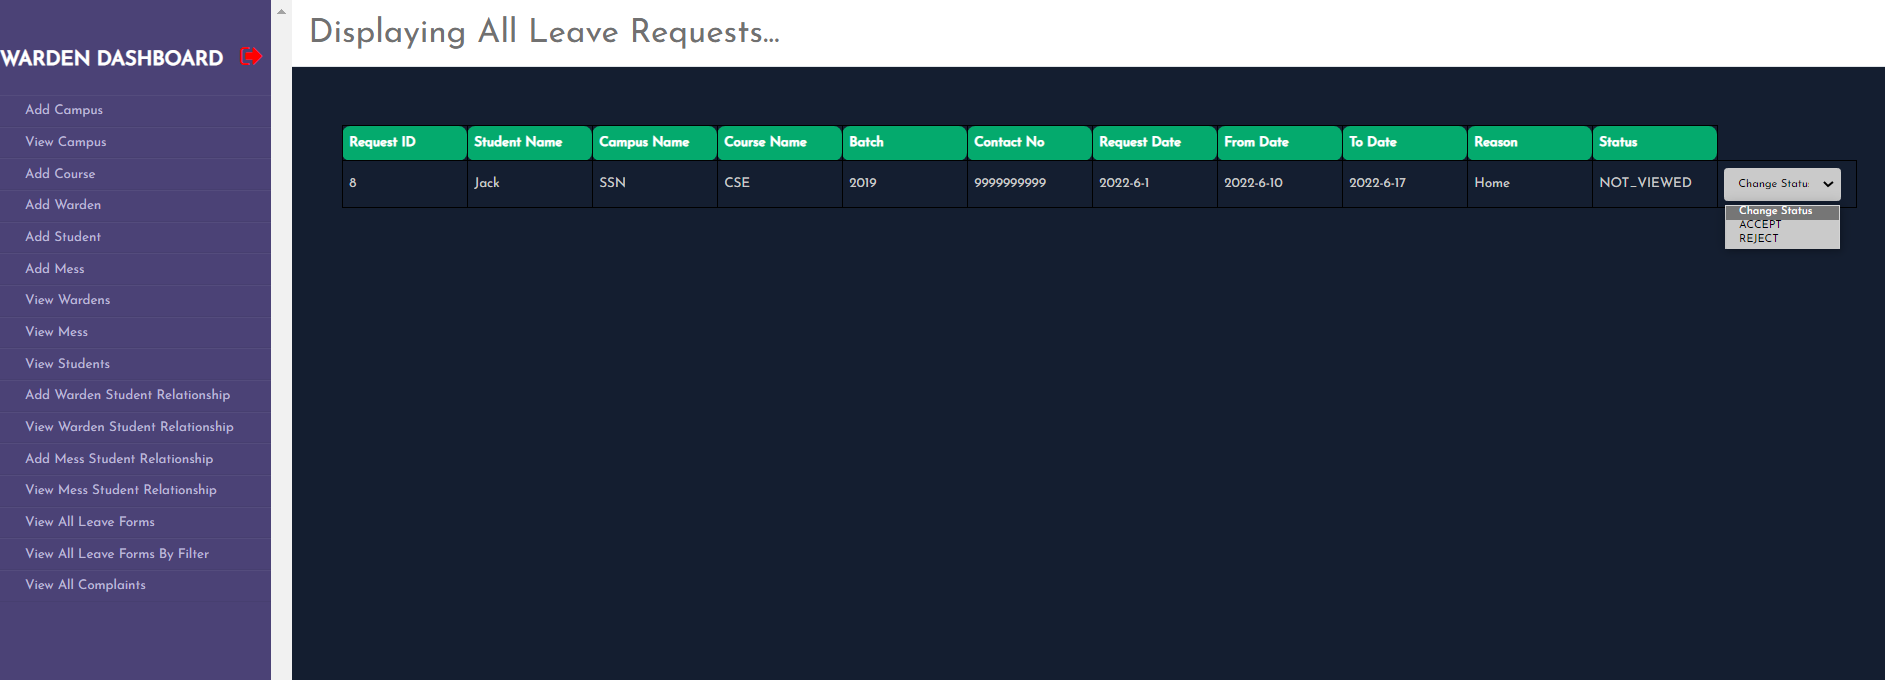 WARDEN DASHBOARD
Add Campus
View Campus
Add Course
Add Warden
Add Student
Add Mess
View Wardens
View Mess
View Students
Add Warden Student Relationship
View Warden Student Relationship
Add Mess Student Relationship
View Mess Student Relationship
View All Leave Forms
View All Leave Forms By Filter
View All Complaints
Displaying All Leave Requests...
Request ID Student Name Campus Name Course Name Batch Contact No Request Date From Date To Date Reason Status
8 Jack SSN CSE 2019 9999999999 2022-6-1 2022-6-10 2022-6-17 Home NOT_VIEWED Change Statu
Change Status
ACCEPT
REJECT